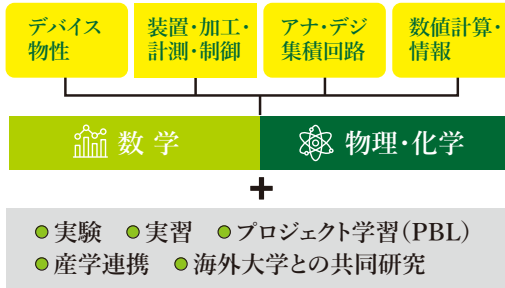 デバイス
物性
装置・加工・
計測・制御
アナ・デジ
集積回路
数値計算・
情報
数学
物理・化学
+
実験 実習 プロジェクト学習（PBL）
産学連携 海外大学との共同研究